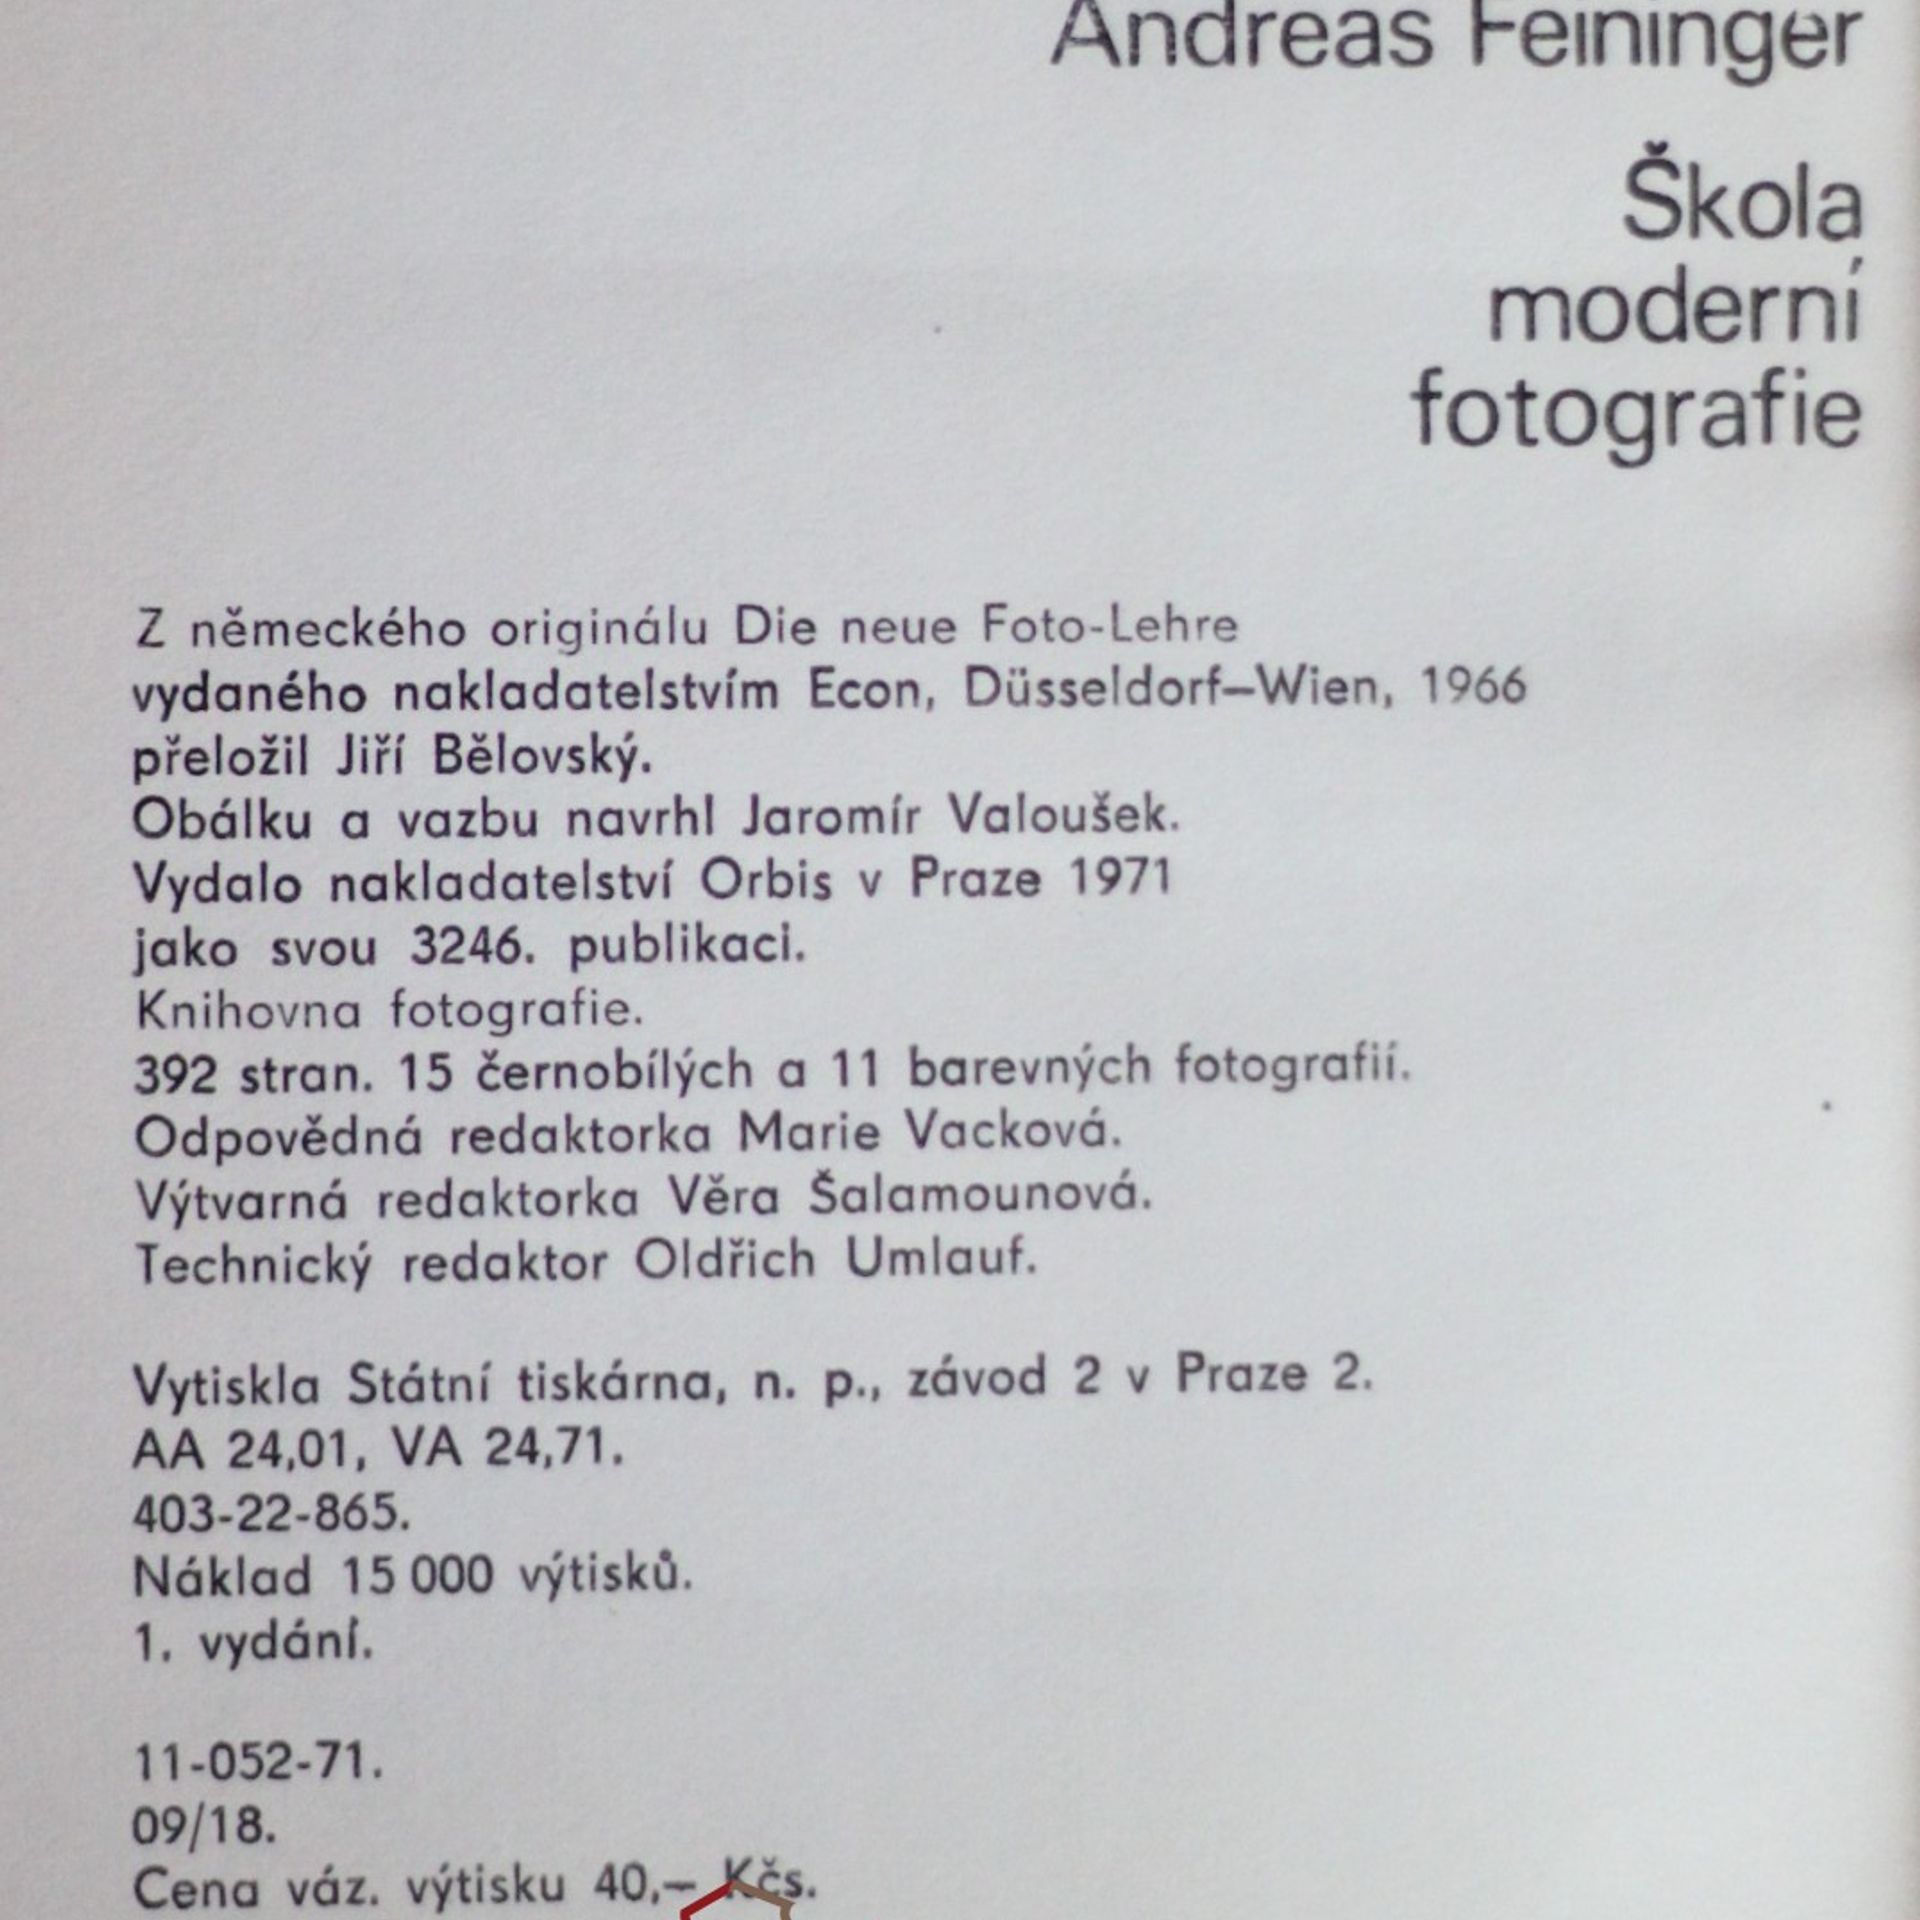 Andreas Feininger
Škola
moderní
fotografie
Z německého originálu Die neue Foto-Lehre
vydaného nakladatelstvím Econ, Düsseldorf–Wien, 1966
přeložil Jiří Bělovský.
Obálku a vazbu navrhl Jaromír Valoušek.
Vydalo nakladatelství Orbis v Praze 1971
jako svou 3246. publikaci.
Knihovna fotografie.
392 stran. 15 černobílých a 11 barevných fotografií.
Odpovědná redaktorka Marie Vacková.
Výtvarná redaktorka Věra Šalamounová.
Technický redaktor Oldřich Umlauf.
Vytiskla Státní tiskárna, n. p., závod 2 v Praze 2.
AA 24,01, VA 24,71.
403-22-865.
Náklad 15 000 výtisků.
1. vydání.
11-052-71.
09/18.
Cena váz. výtisku 40,– Kčs.